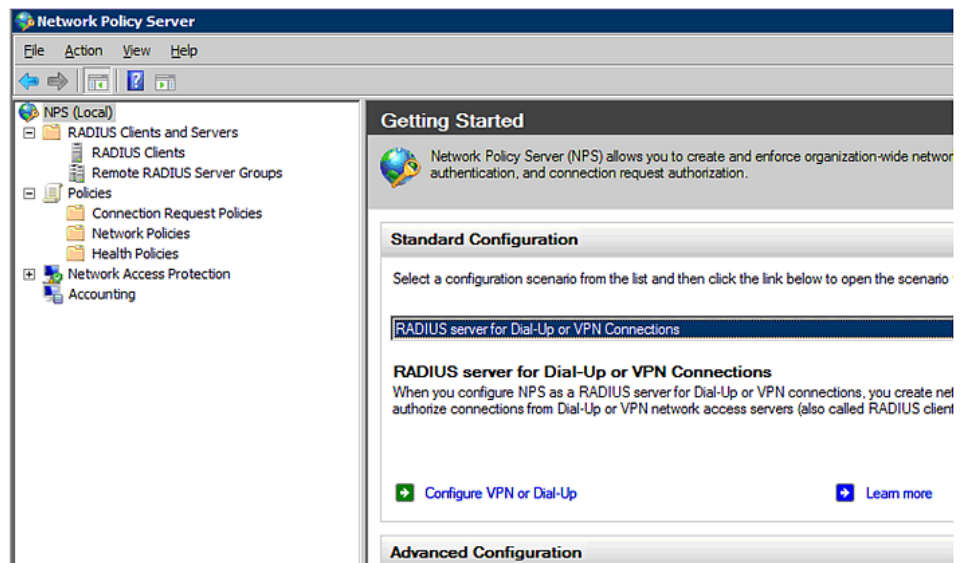 Network Policy Server
File Action View Help
NPS (Local)
RADIUS Clients and Servers
RADIUS Clients
Remote RADIUS Server Groups
Policies
Connection Request Policies
Network Policies
Health Policies
Network Access Protection
Accounting
Getting Started
Network Policy Server (NPS) allows you to create and enforce organization-wide networ
authentication, and connection request authorization.
Standard Configuration
Select a configuration scenario from the list and then click the link below to open the scenario
RADIUS server for Dial-Up or VPN Connections
RADIUS server for Dial-Up or VPN Connections
When you configure NPS as a RADIUS server for Dial-Up or VPN connections, you create net
authorize connections from Dial-Up or VPN network access servers (also called RADIUS client
Configure VPN or Dial-Up
Learn more
Advanced Configuration